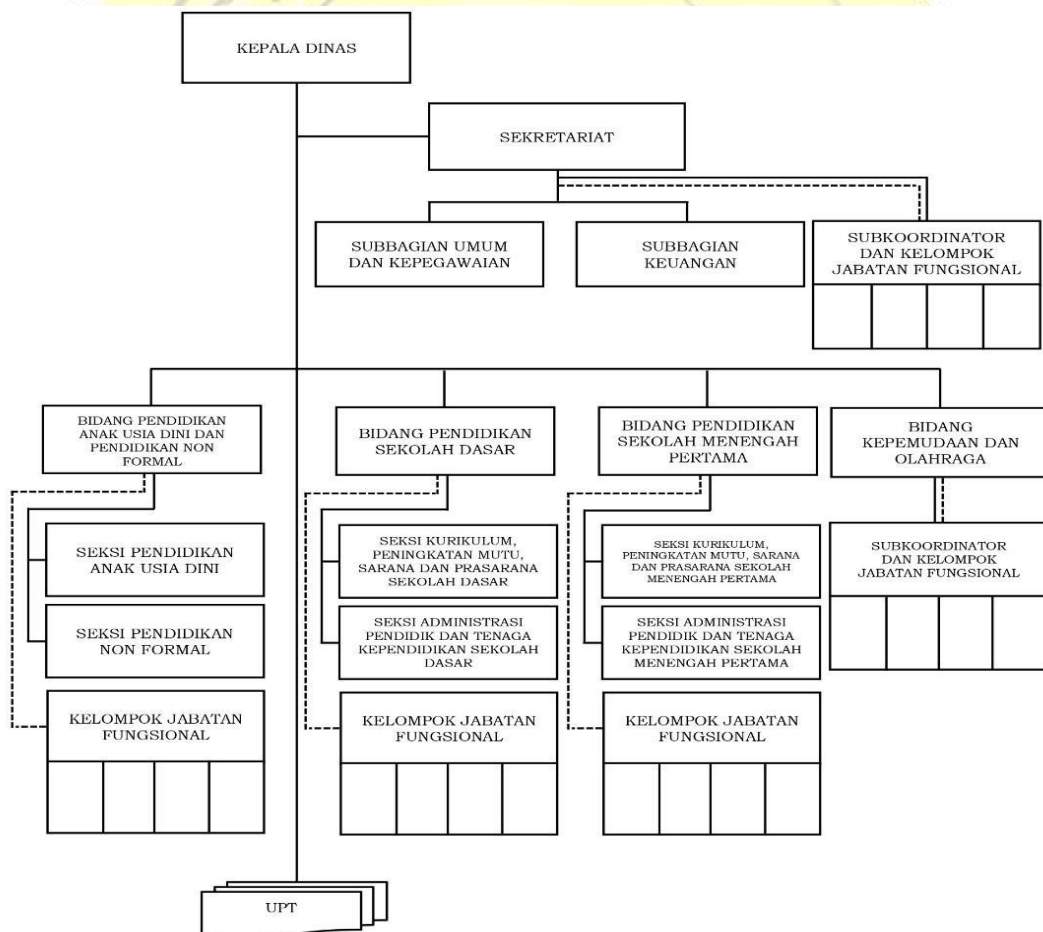 KEPALA DINAS
SEKRETARIAT
SUBBAGIAN UMUM
DAN KEPEGAWAIAN
SUBBAGIAN
KEUANGAN
SUBKOORDINATOR
DAN KELOMPOK
JABATAN FUNGSIONAL
BIDANG PENDIDIKAN
ANAK USIA DINI DAN
PENDIDIKAN NON
FORMAL
BIDANG PENDIDIKAN
SEKOLAH DASAR
BIDANG PENDIDIKAN
SEKOLAH MENENGAH
PERTAMA
BIDANG
KEPEMUDAAN DAN
OLAHRAGA
SEKSI PENDIDIKAN
ANAK USIA DINI
SEKSI KURIKULUM,
PENINGKATAN MUTU,
SARANA DAN PRASARANA
SEKOLAH DASAR
SEKSI KURIKULUM,
PENINGKATAN MUTU, SARANA
DAN PRASARANA SEKOLAH
MENENGAH PERTAMA
SUBKOORDINATOR
DAN KELOMPOK
JABATAN FUNGSIONAL
SEKSI PENDIDIKAN
NON FORMAL
SEKSI ADMINISTRASI
PENDIDIK DAN TENAGA
KEPENDIDIKAN SEKOLAH
DASAR
SEKSI ADMINISTRASI
PENDIDIK DAN TENAGA
KEPENDIDIKAN SEKOLAH
MENENGAH PERTAMA
KELOMPOK JABATAN
FUNGSIONAL
KELOMPOK JABATAN
FUNGSIONAL
KELOMPOK JABATAN
FUNGSIONAL
UPT